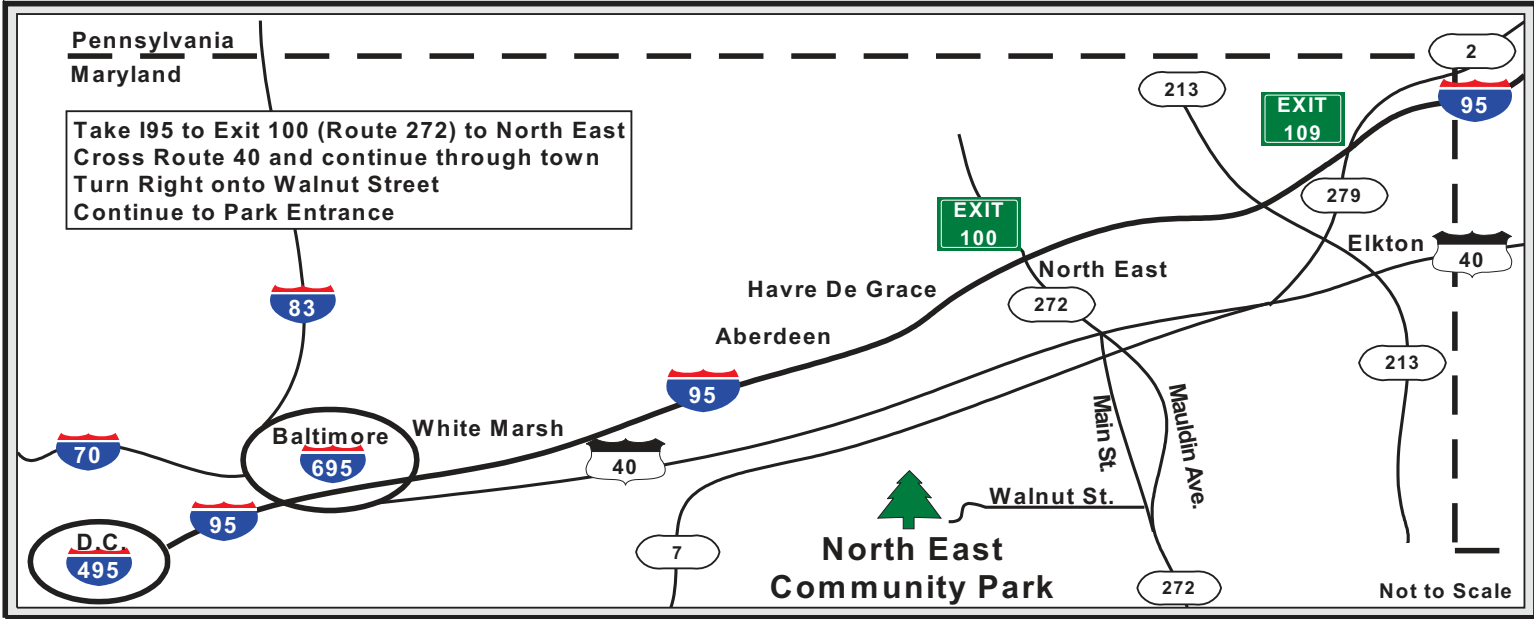 Pennsylvania
Maryland
2
213
EXIT
109
95
Take I95 to Exit 100 (Route 272) to North East
Cross Route 40 and continue through town
Turn Right onto Walnut Street
Continue to Park Entrance
279
EXIT
100
Elkton
40
North East
Havre De Grace
83
272
Aberdeen
213
95
Main St.
Mauldin Ave.
White Marsh
Baltimore
695
70
40
Walnut St.
95
D.C.
495
7
North East
Community Park
272
Not to Scale